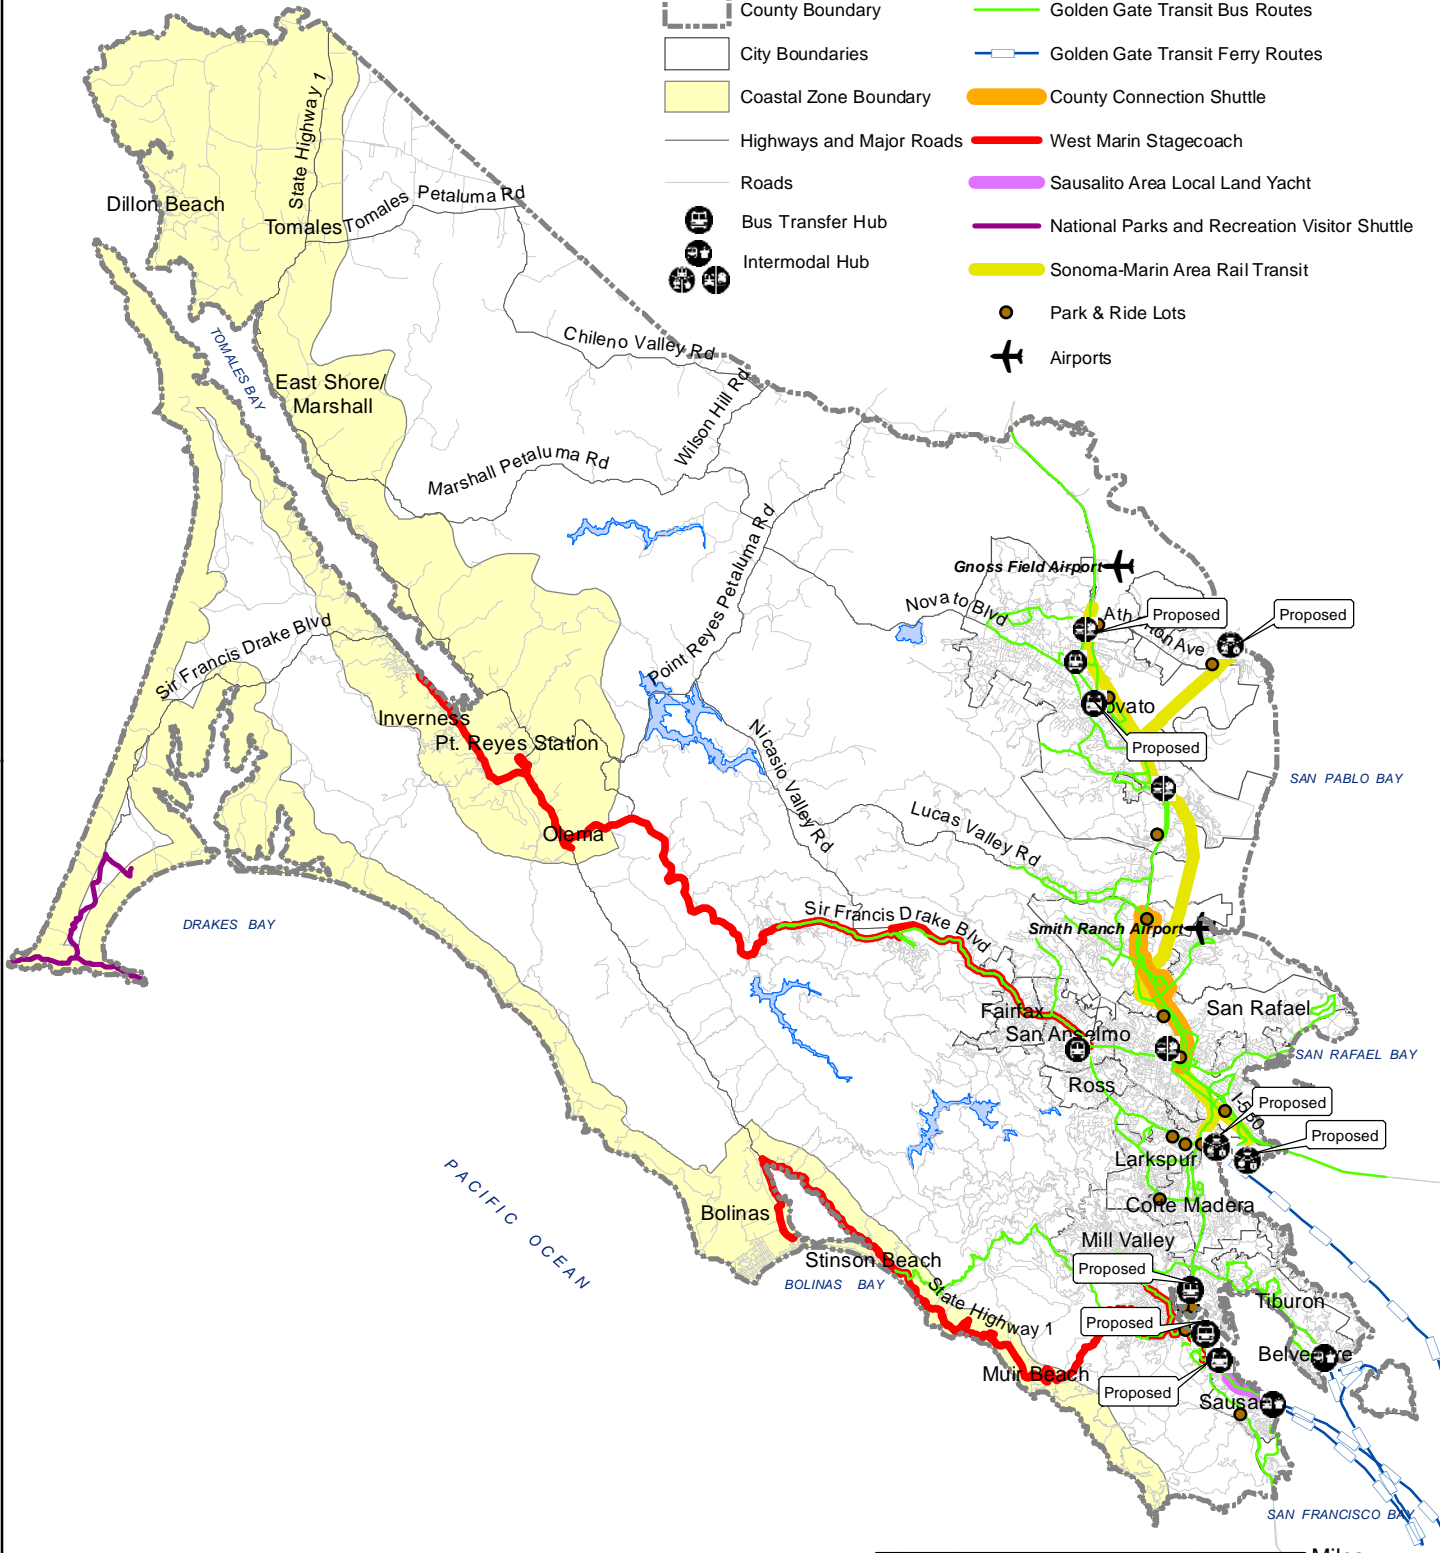 County Boundary
City Boundaries
Coastal Zone Boundary
Highways and Major Roads
Roads
Bus Transfer Hub
Intermodal Hub
Golden Gate Transit Bus Routes
Golden Gate Transit Ferry Routes
County Connection Shuttle
West Marin Stagecoach
Sausalito Area Local Land Yacht
National Parks and Recreation Visitor Shuttle
Sonoma-Marin Area Rail Transit
Park & Ride Lots
Airports
State Highway 1
Dillon Beach
Tomales
Tomales Petaluma Rd
TOMALES BAY
Chileno Valley Rd
East Shore/
Marshall
Wilson Hill Rd
Marshall Petaluma Rd
Point Reyes Petaluma Rd
Gnoss Field Airport
Novato Blvd
Proposed
Proposed
Sir Francis Drake Blvd
Proposed
Inverness
Pt. Reyes Station
Nicasio Valley Rd
SAN PABLO BAY
Olema
Lucas Valley Rd
DRAKES BAY
Sir Francis Drake Blvd
Smith Ranch Airport
Fairfax
San Rafael
San Anselmo
SAN RAFAEL BAY
Ross
I-580
Proposed
Proposed
Larkspur
PACIFIC OCEAN
Corte Madera
Bolinas
Mill Valley
Stinson Beach
Proposed
BOLINAS BAY
State Highway 1
Tiburon
Proposed
Muir Beach
Proposed
SAN FRANCISCO BAY